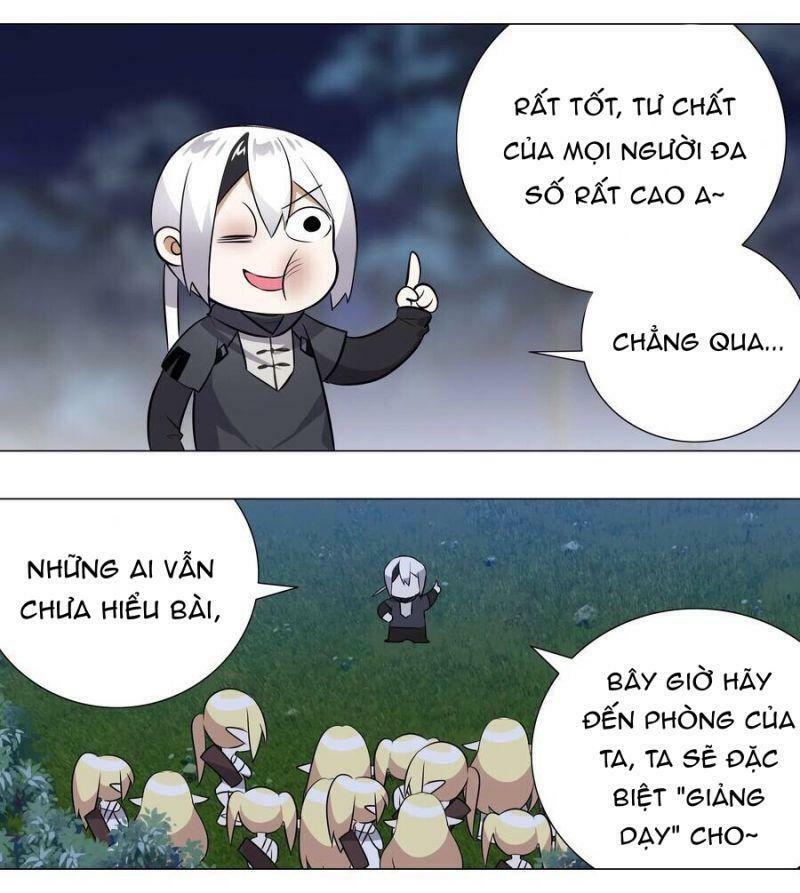 RẤT TỐT, TƯ CHẤT
CỦA MỌI NGƯỜI ĐA
SỐ RẤT CAO A~
CHẲNG QUA...
NHỮNG AI VẪN
CHƯA HIỂU BÀI,
BÂY GIỜ HÃY
ĐẾN PHÒNG CỦA
TA, TA SẼ ĐẶC
BIỆT "GIẢNG
DẠY" CHO~